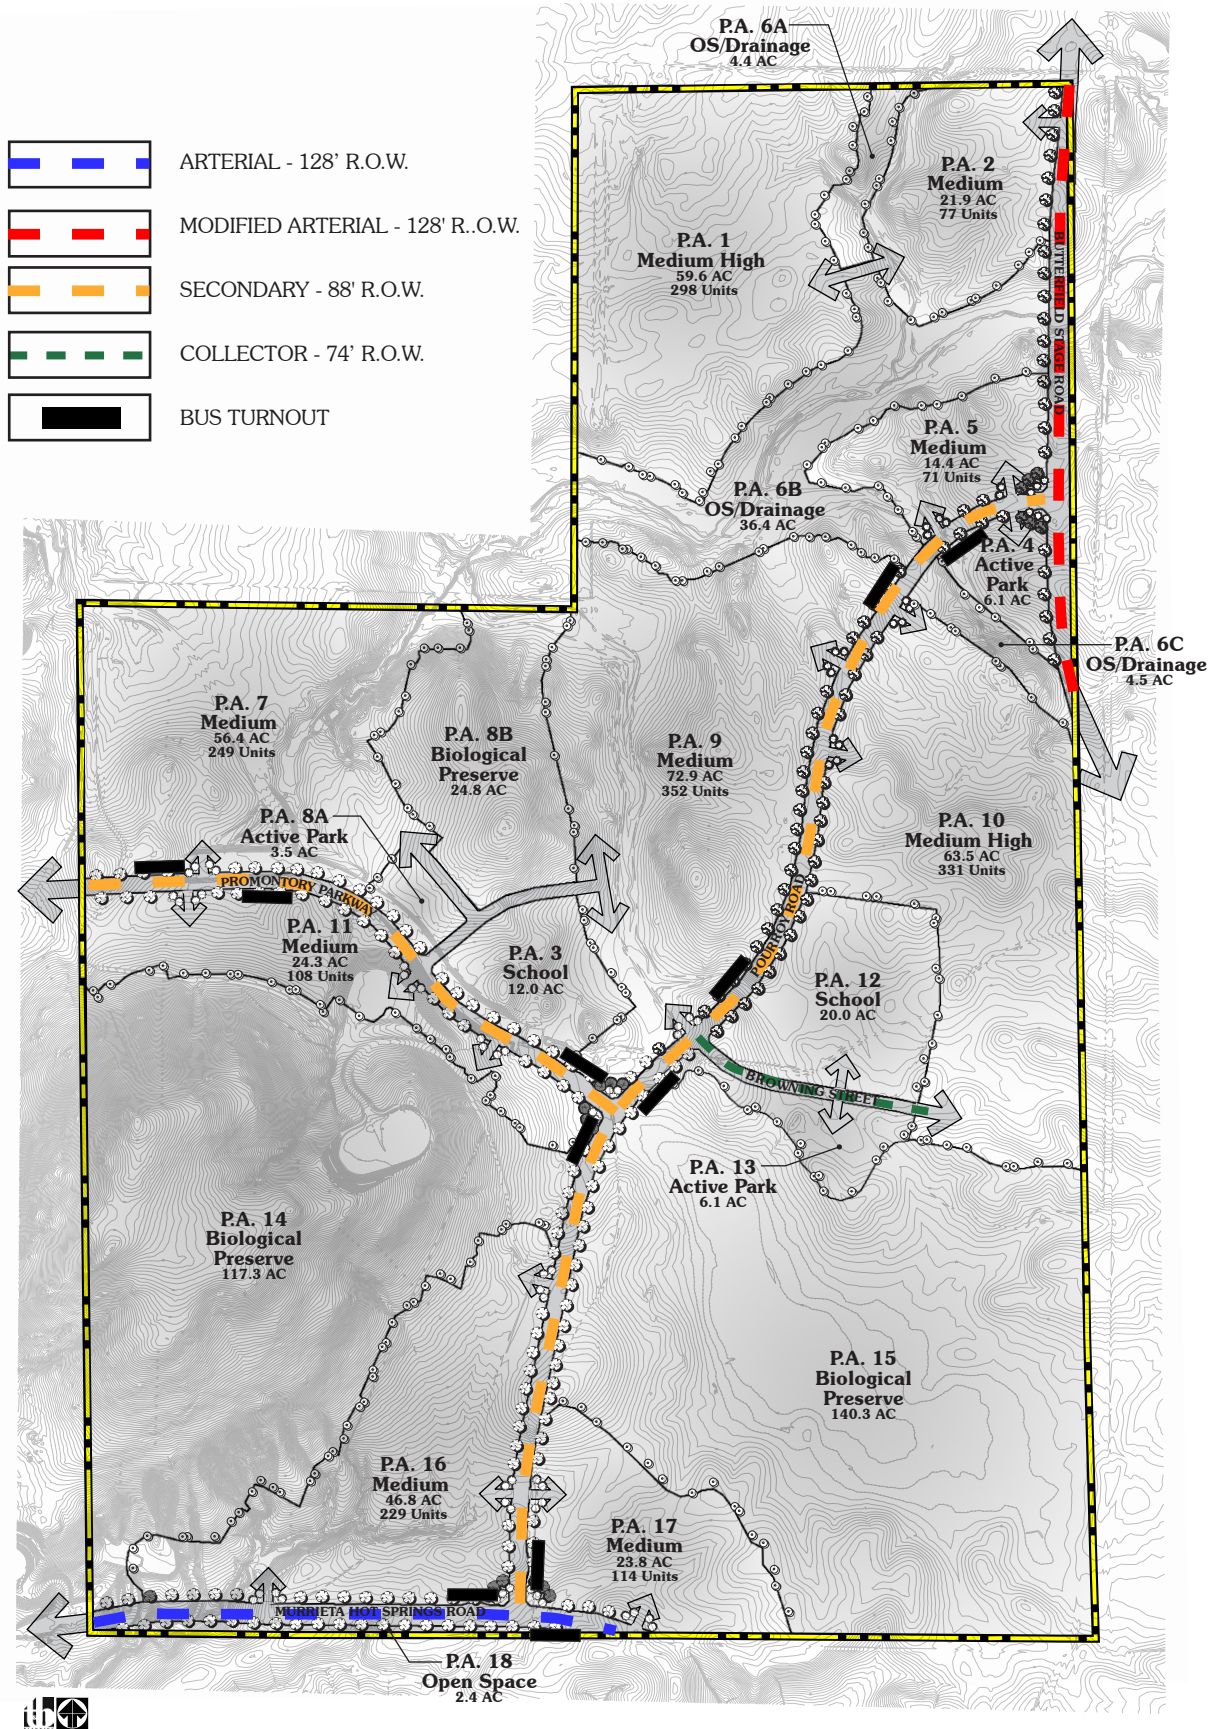 P.A. 6A
OS/Drainage
4.4 AC
ARTERIAL - 128' R.O.W.
MODIFIED ARTERIAL - 128' R..O.W.
SECONDARY - 88' R.O.W.
COLLECTOR - 74' R.O.W.
BUS TURNOUT
P.A. 2
Medium
21.9 AC
77 Units
P.A. 1
Medium High
59.6 AC
298 Units
BUTTERFIELD STAGE ROAD
P.A. 5
Medium
14.4 AC
71 Units
P.A. 6B
OS/Drainage
36.4 AC
P.A. 4
Active
Park
6.1 AC
P.A. 6C
OS/Drainage
4.5 AC
P.A. 7
Medium
56.4 AC
249 Units
P.A. 8B
Biological
Preserve
24.8 AC
P.A. 9
Medium
72.9 AC
352 Units
P.A. 8A
Active Park
3.5 AC
P.A. 10
Medium High
63.5 AC
331 Units
PROMONTORY PARKWAY
POURROY ROAD
P.A. 11
Medium
24.3 AC
108 Units
P.A. 3
School
12.0 AC
P.A. 12
School
20.0 AC
BROWNING STREET
P.A. 13
Active Park
6.1 AC
P.A. 14
Biological
Preserve
117.3 AC
P.A. 15
Biological
Preserve
140.3 AC
P.A. 16
Medium
46.8 AC
229 Units
P.A. 17
Medium
23.8 AC
114 Units
MURRIETA HOT SPRINGS ROAD
P.A. 18
Open Space
2.4 AC